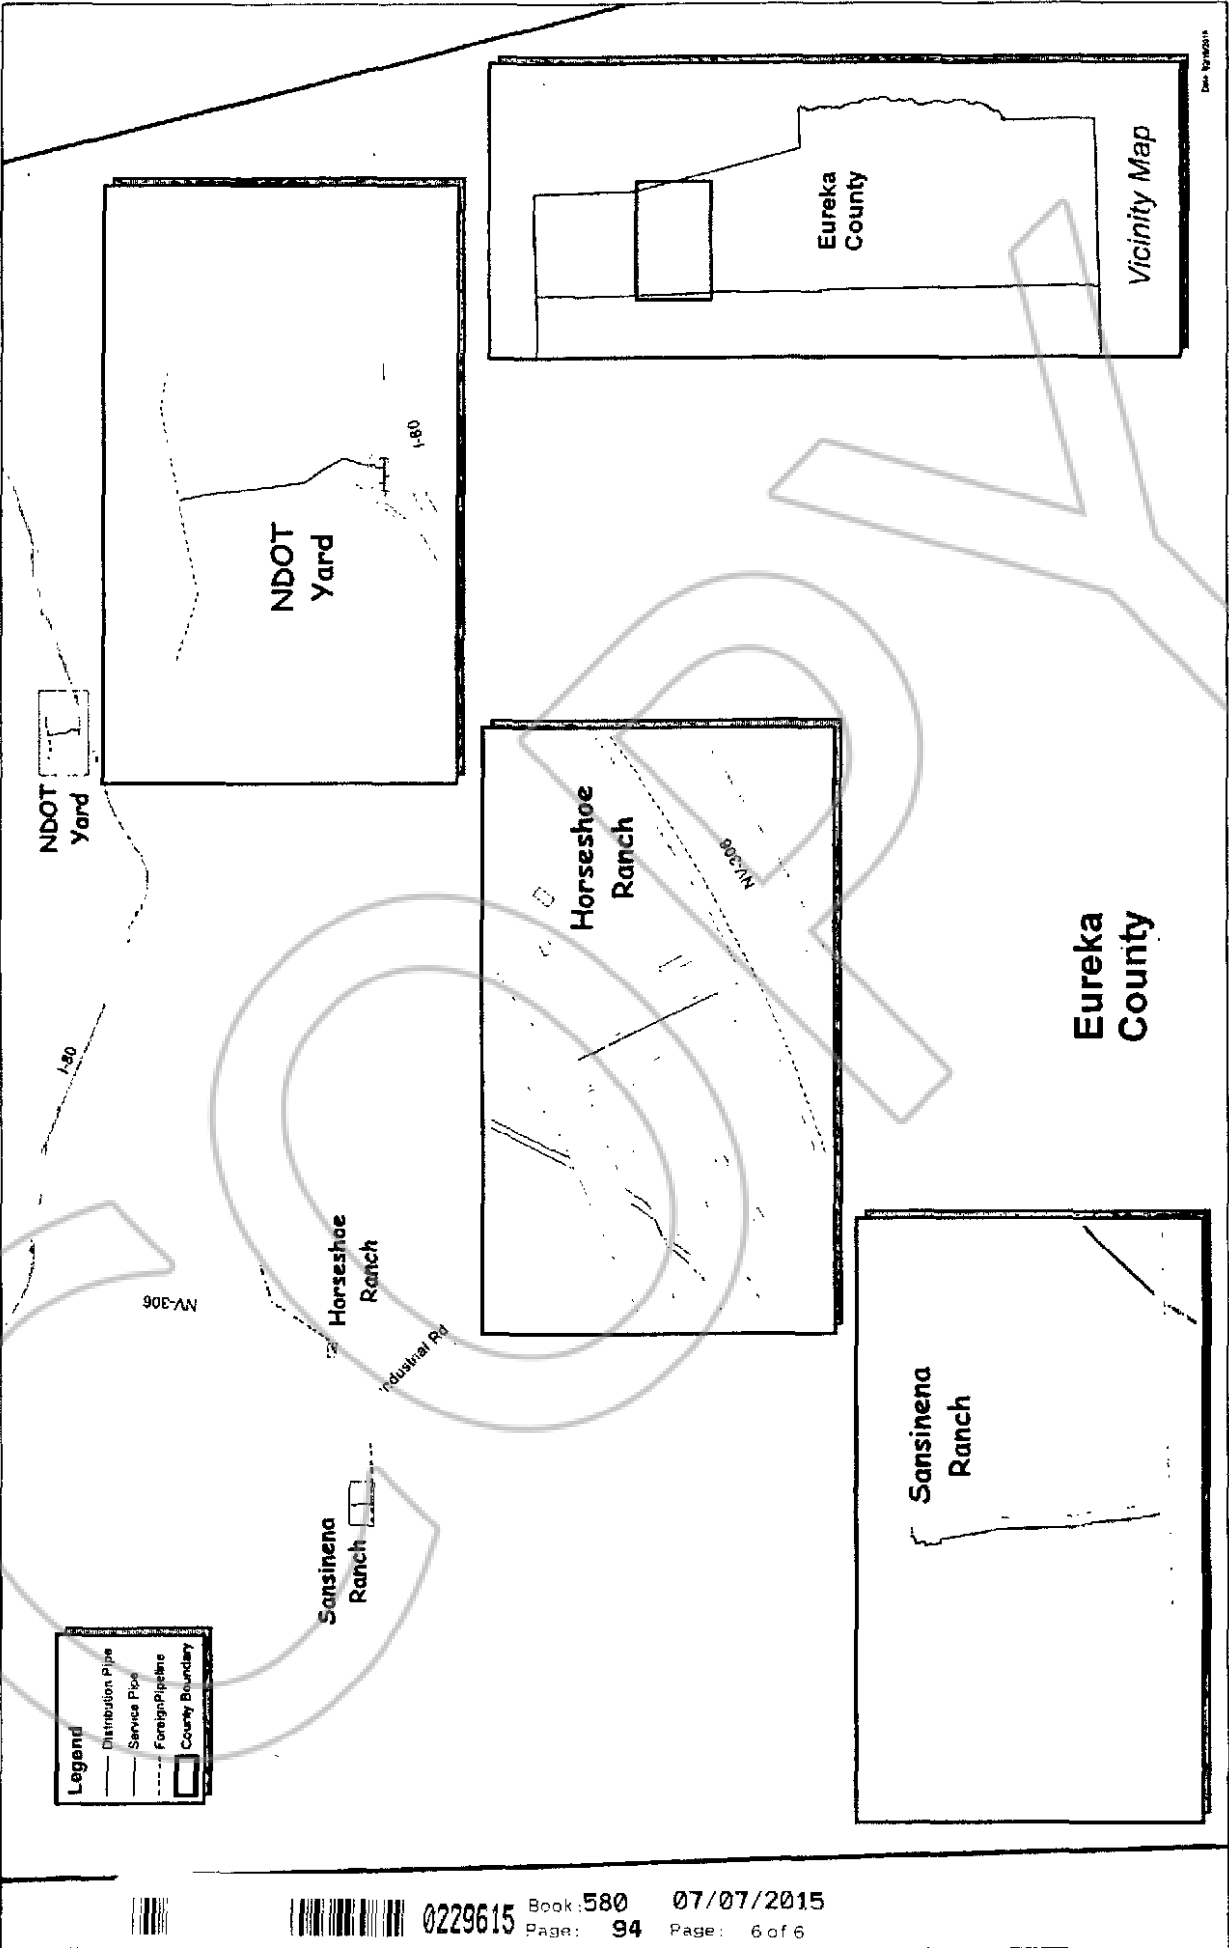 NDOT
Yard
I-80
NV-306
Horseshoe
Ranch
Industrial Rd
Sansinena
Ranch
Legend
Distribution Pipe
Service Pipe
ForeignPipeline
County Boundary
NDOT
Yard
I-80
Horseshoe
Ranch
NV-306
Sansinena
Ranch
Eureka
County
Eureka
County
Vicinity Map
COPY
0229615
Book: 580 07/07/2015
Page: 94 Page: 6 of 6